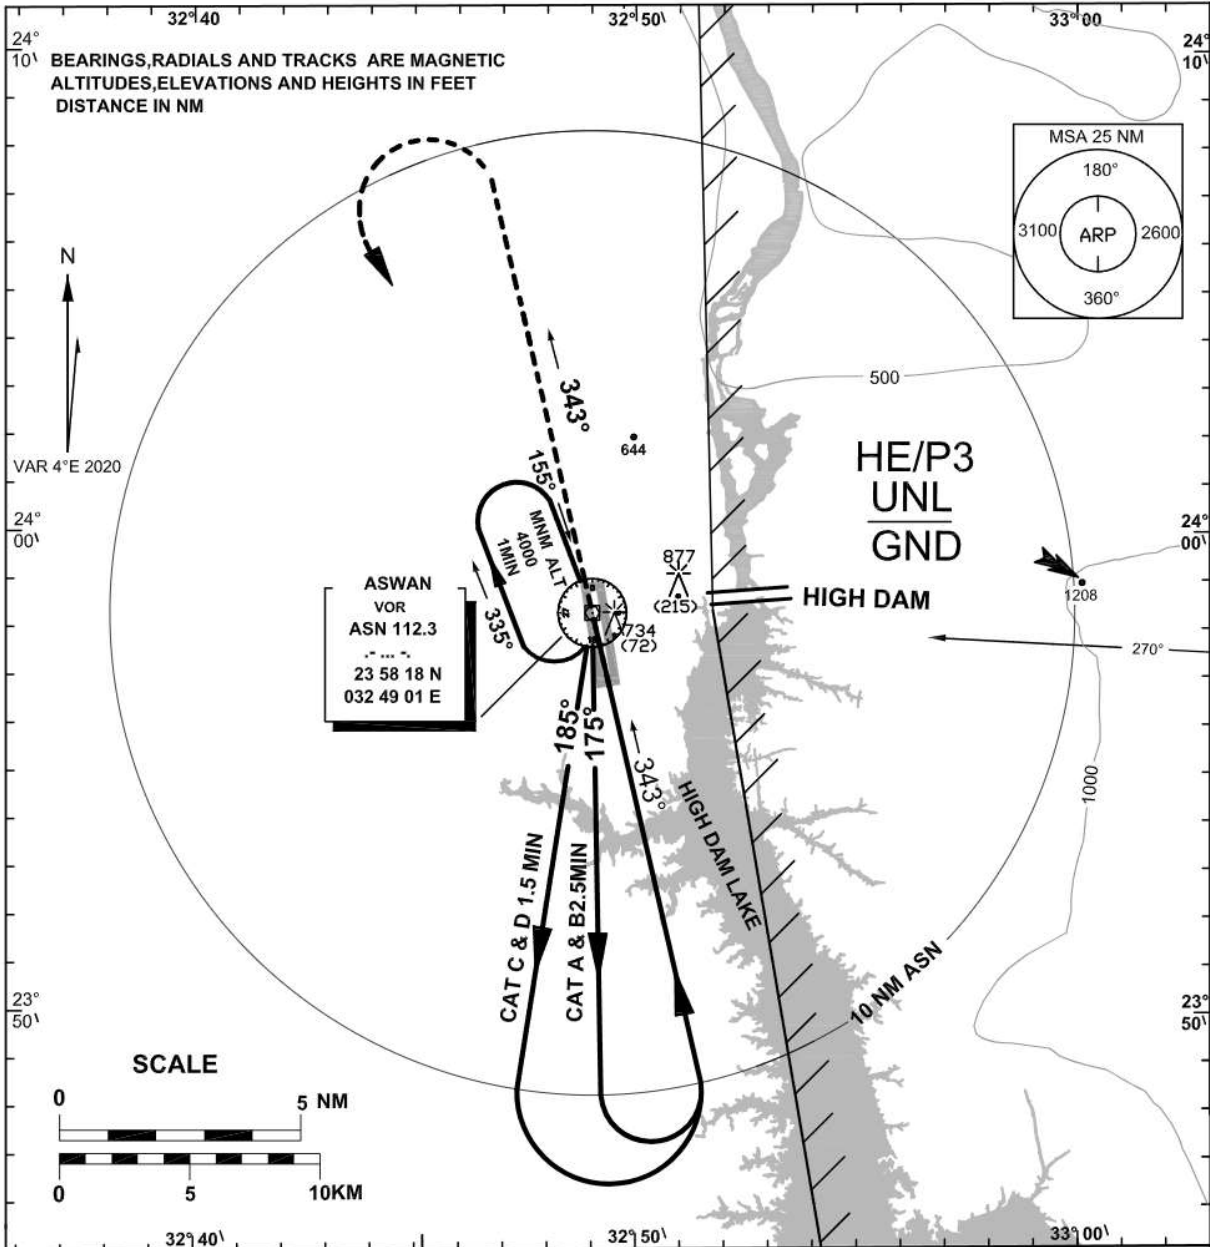 32°40
32°50\
33°00
24°
10\
24°
10\
BEARINGS,RADIALS AND TRACKS ARE MAGNETIC
ALTITUDES,ELEVATIONS AND HEIGHTS IN FEET
DISTANCE IN NM
MSA 25 NM
180°
3100
ARP
2600
360°
N
VAR 4°E 2020
343°
500
644
155°
HE/P3
UNL
GND
24°
00\
24°
00\
MNM ALT
4000
1MIN
335°
877
(215)
HIGH DAM
1208
734
(72)
270°
ASWAN
VOR
ASN 112.3
.- ... -.
23 58 18 N
032 49 01 E
185°
175°
343°
1000
HIGH DAM LAKE
CAT C & D 1.5 MIN
CAT A & B2.5MIN
10 NM ASN
23°
50\
23°
50\
SCALE
0
5 NM
0
5
10KM
32°40\
32°50\
33°00\